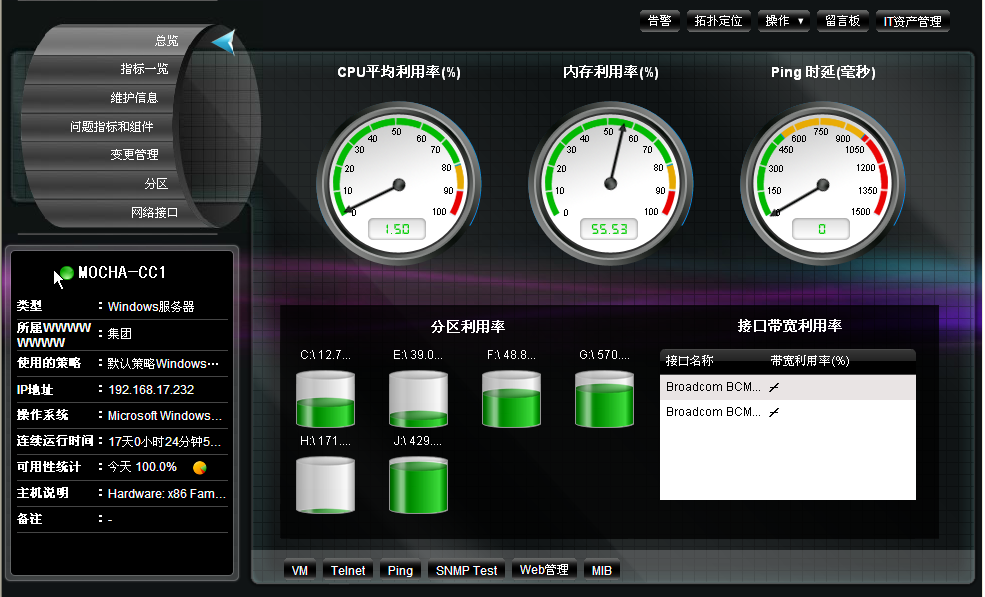 告警 拓扑定位 操作 ▼ 留言板 IT资产管理
总览
指标一览
维护信息
问题指标和组件
变更管理
分区
网络接口
CPU平均利用率(%)
0 10 20 30 40 50 60 70 80 90 100
1.50
内存利用率(%)
0 10 20 30 40 50 60 70 80 90 100
55.53
Ping 时延(毫秒)
0 150 300 450 600 750 900 1050 1200 1350 1500
0
MOCHA-CC1
类型 : Windows服务器
所属WWWW
WWWWW : 集团
使用的策略 : 默认策略Windows···
IP地址 : 192.168.17.232
操作系统 : Microsoft Windows...
连续运行时间 : 17天0小时24分钟5...
可用性统计 : 今天 100.0%
主机说明 : Hardware: x86 Fam...
备注 : -
分区利用率
C:\ 12.7... E:\ 39.0... F:\ 48.8... G:\ 570....
H:\ 171.... J:\ 429....
接口带宽利用率
接口名称 带宽利用率(%)
Broadcom BCM...
Broadcom BCM...
VM Telnet Ping SNMP Test Web管理 MIB